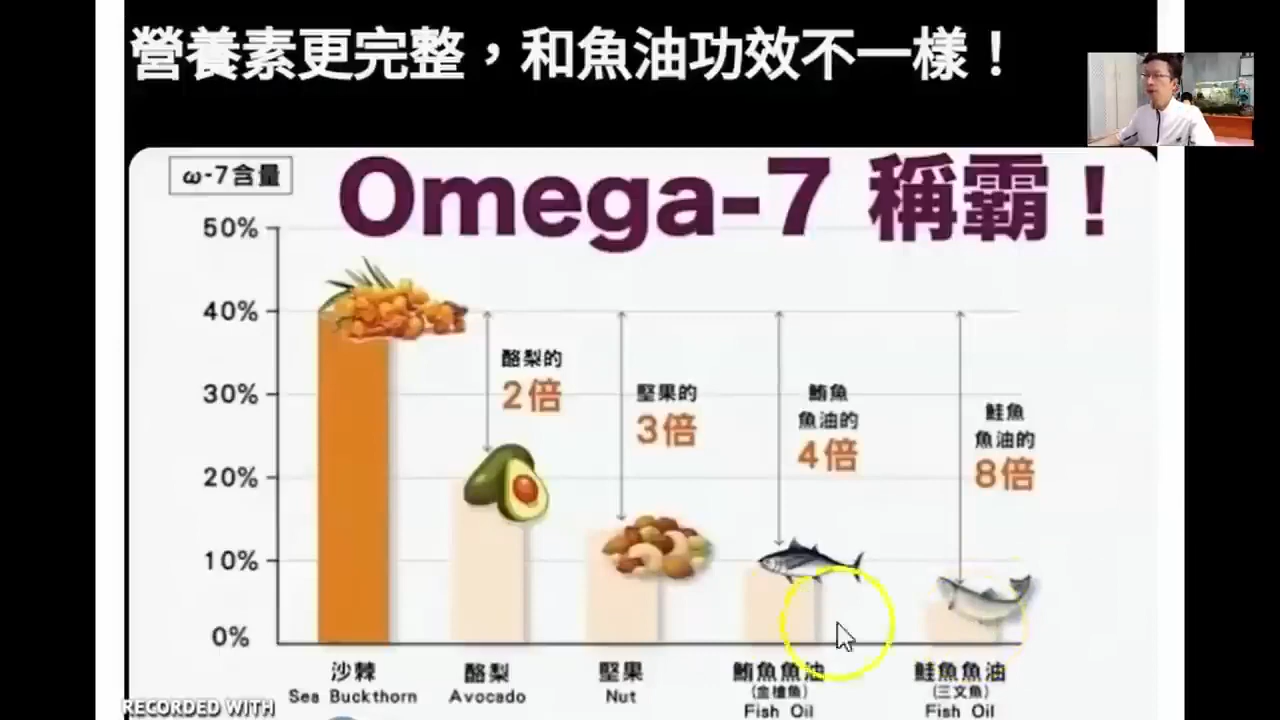 營養素更完整，和魚油功效不一樣！
ω-7含量
Omega-7 稱霸！
50%
40%
30%
20%
10%
0%
酪梨的
2倍
堅果的
3倍
鮪魚
魚油的
4倍
鮭魚
魚油的
8倍
沙棘
Sea Buckthorn
酪梨
Avocado
堅果
Nut
鮪魚魚油
(金槍魚)
Fish Oil
鮭魚魚油
(三文魚)
Fish Oil
RECORDED WITH